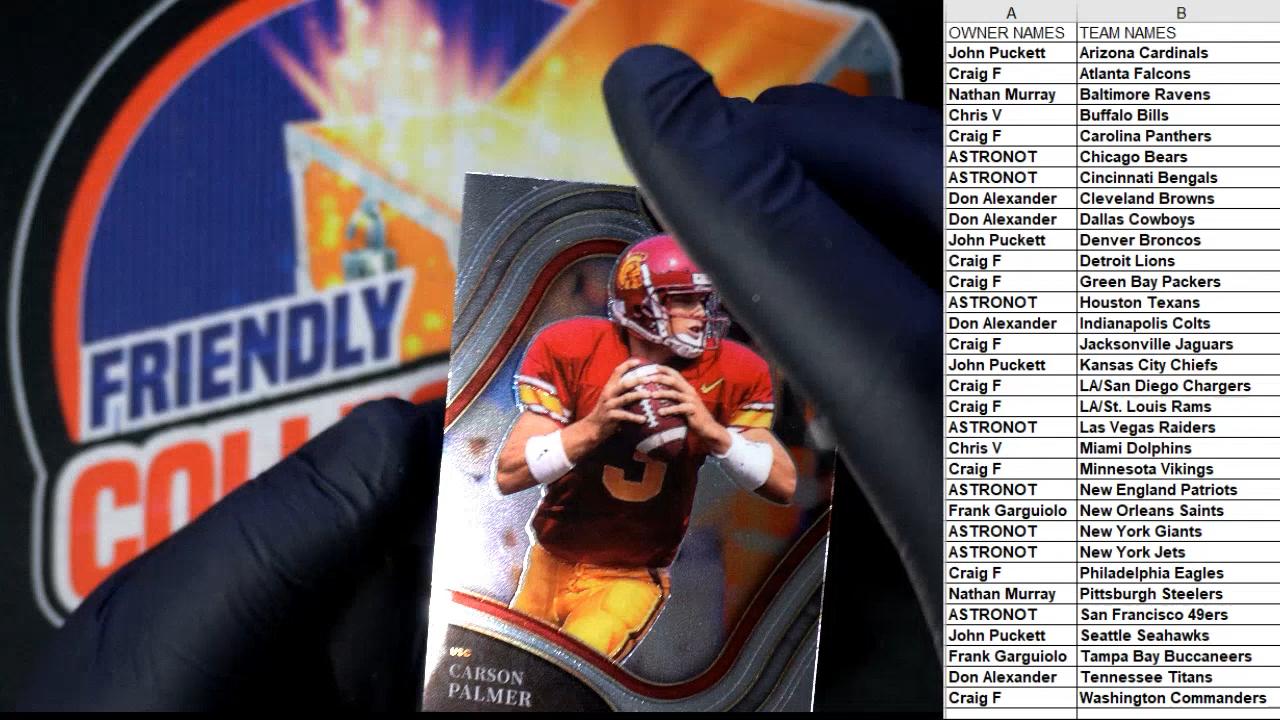 FRIENDLY
USC
CARSON
PALMER
3
A B
OWNER NAMES TEAM NAMES
John Puckett Arizona Cardinals
Craig F Atlanta Falcons
Nathan Murray Baltimore Ravens
Chris V Buffalo Bills
Craig F Carolina Panthers
ASTRONOT Chicago Bears
ASTRONOT Cincinnati Bengals
Don Alexander Cleveland Browns
Don Alexander Dallas Cowboys
John Puckett Denver Broncos
Craig F Detroit Lions
Craig F Green Bay Packers
ASTRONOT Houston Texans
Don Alexander Indianapolis Colts
Craig F Jacksonville Jaguars
John Puckett Kansas City Chiefs
Craig F LA/San Diego Chargers
Craig F LA/St. Louis Rams
ASTRONOT Las Vegas Raiders
Chris V Miami Dolphins
Craig F Minnesota Vikings
ASTRONOT New England Patriots
Frank Garguiolo New Orleans Saints
ASTRONOT New York Giants
ASTRONOT New York Jets
Craig F Philadelphia Eagles
Nathan Murray Pittsburgh Steelers
ASTRONOT San Francisco 49ers
John Puckett Seattle Seahawks
Frank Garguiolo Tampa Bay Buccaneers
Don Alexander Tennessee Titans
Craig F Washington Commanders